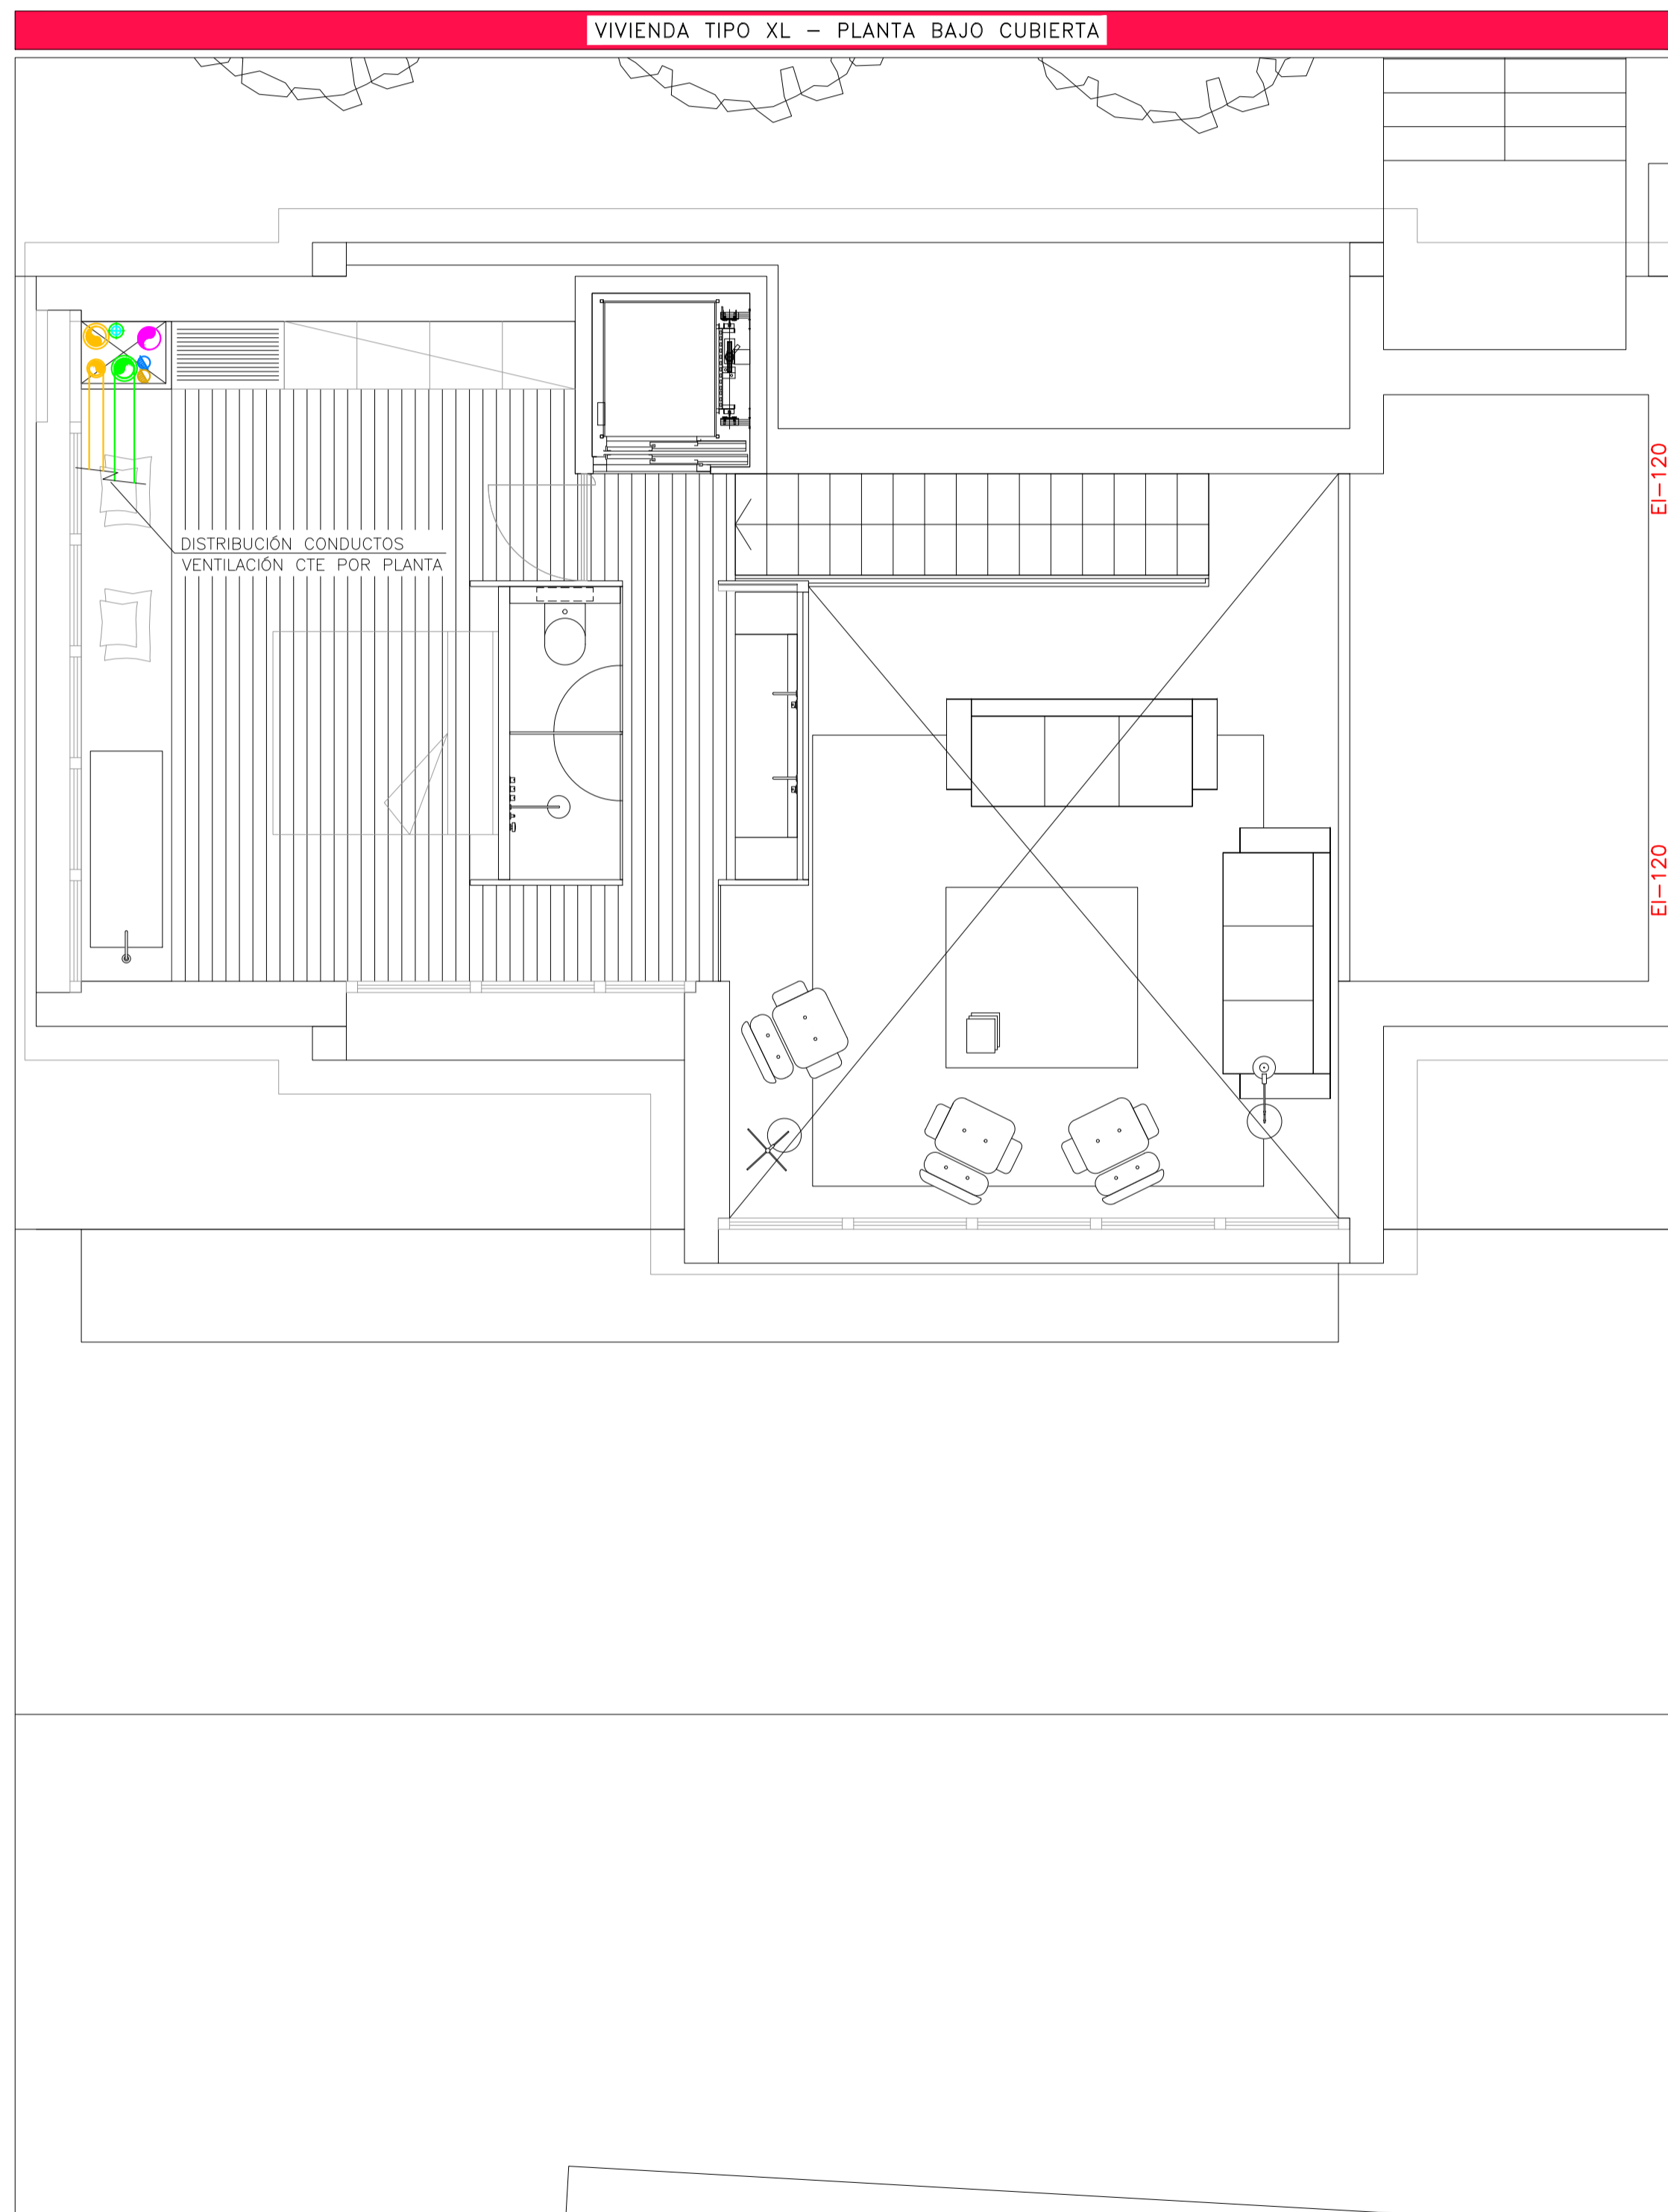 VIVIENDA TIPO XL – PLANTA BAJO CUBIERTA
EI–120
DISTRIBUCIÓN CONDUCTOS
VENTILACIÓN CTE POR PLANTA
EI–120